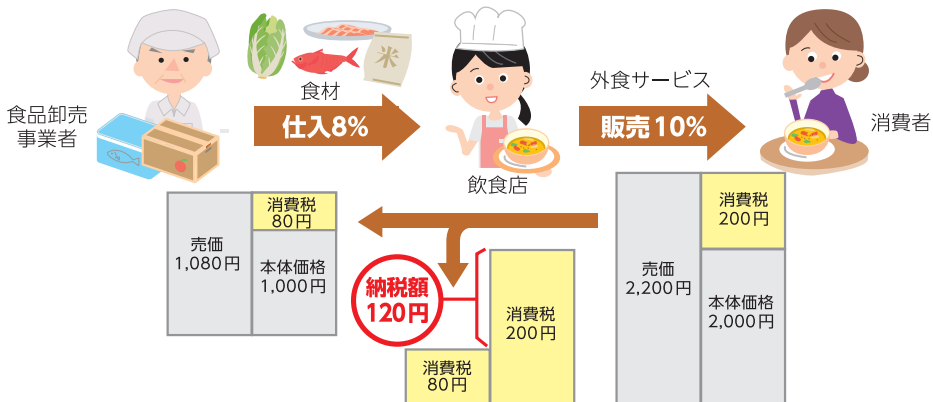 米
食材
外食サービス
食品卸売
事業者
仕入8%
販売10%
消費者
飲食店
消費税
80円
売価
1,080円
本体価格
1,000円
納税額
120円
消費税
200円
消費税
80円
消費税
200円
売価
2,200円
本体価格
2,000円